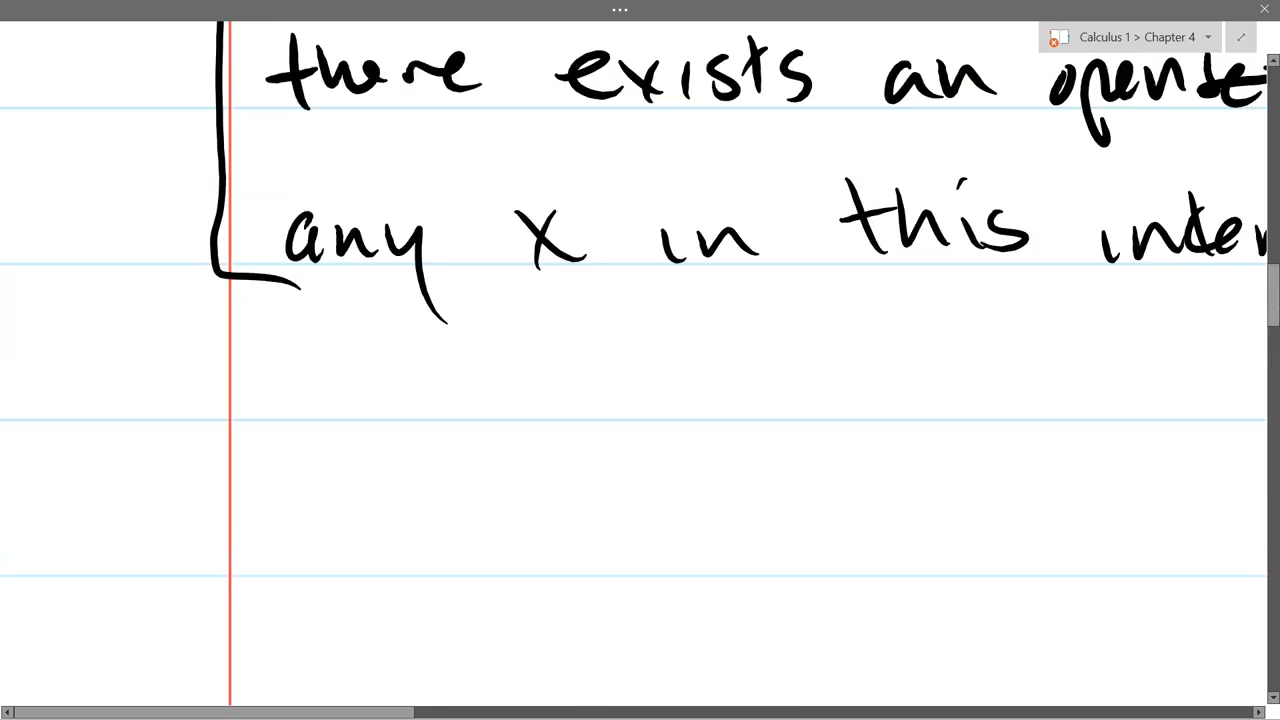 Calculus 1 > Chapter 4
there exists an open
any x in this inter